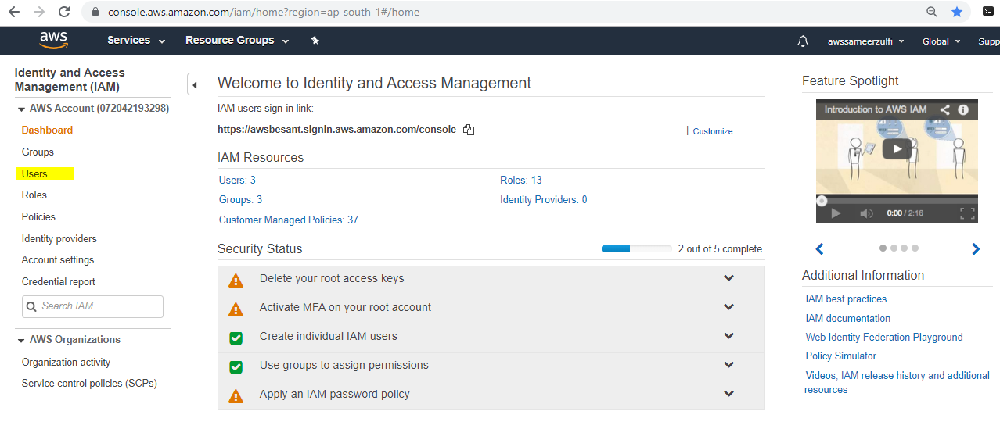 console.aws.amazon.com/iam/home?region=ap-south-1#/home
aws
Services
Resource Groups
awssameerzulfi
Global
Supp
Identity and Access
Management (IAM)
AWS Account (072042193298)
Dashboard
Groups
Users
Roles
Policies
Identity providers
Account settings
Credential report
Search IAM
AWS Organizations
Organization activity
Service control policies (SCPs)
Welcome to Identity and Access Management
IAM users sign-in link:
https://awsbesant.signin.aws.amazon.com/console
Customize
IAM Resources
Users: 3
Roles: 13
Groups: 3
Identity Providers: 0
Customer Managed Policies: 37
Security Status
2 out of 5 complete.
Delete your root access keys
Activate MFA on your root account
Create individual IAM users
Use groups to assign permissions
Apply an IAM password policy
Feature Spotlight
Introduction to AWS IAM
0:00 / 2:16
Additional Information
IAM best practices
IAM documentation
Web Identity Federation Playground
Policy Simulator
Videos, IAM release history and additional
resources